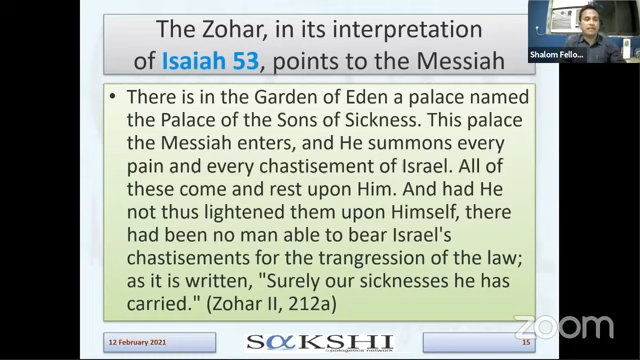 The Zohar, in its interpretation
of Isaiah 53, points to the Messiah
• There is in the Garden of Eden a palace named
the Palace of the Sons of Sickness. This palace
the Messiah enters, and He summons every
pain and every chastisement of Israel. All of
these come and rest upon Him. And had He
not thus lightened them upon Himself, there
had been no man able to bear Israel's
chastisements for the trangression of the law;
as it is written, "Surely our sicknesses he has
carried." (Zohar II, 212a)
Shalom Fello...
12 February 2021
SαKSHI
apologetics network
15
zoom